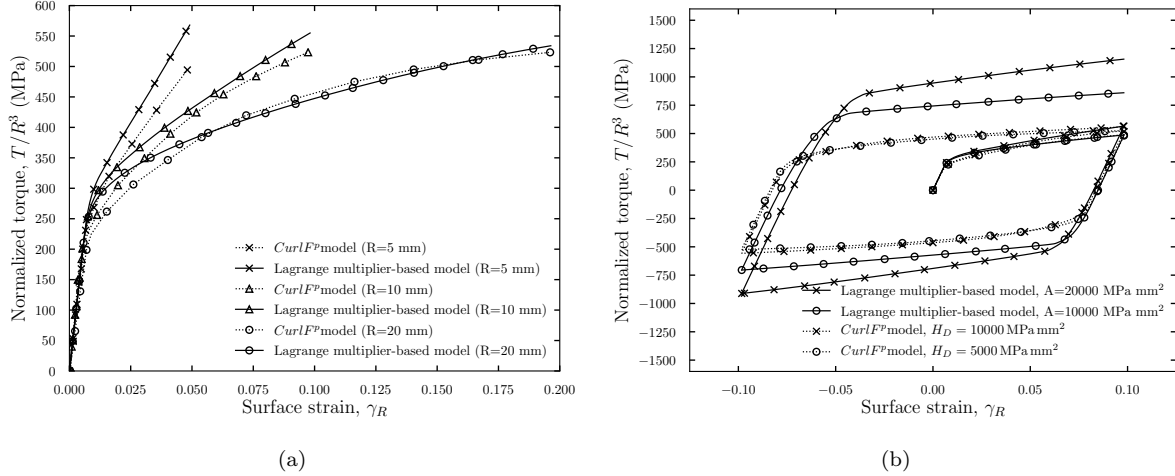 600
550
500
450
400
350
300
250
200
150
100
50
0
0.000
0.025
0.050
0.075
0.100
0.125
0.150
0.175
0.200
Normalized torque, T/R³ (MPa)
Surface strain, γR
CurlFᵖmodel (R=5 mm)
Lagrange multiplier-based model (R=5 mm)
CurlFᵖmodel (R=10 mm)
Lagrange multiplier-based model (R=10 mm)
CurlFᵖmodel (R=20 mm)
Lagrange multiplier-based model (R=20 mm)
(a)
1500
1250
1000
750
500
250
0
−250
−500
−750
−1000
−1250
−1500
−0.10
−0.05
0.00
0.05
0.10
Normalized torque, T/R³ (MPa)
Surface strain, γR
Lagrange multiplier-based model, A=20000 MPa mm²
Lagrange multiplier-based model, A=10000 MPa mm²
CurlFᵖmodel, HD = 10000 MPa mm²
CurlFᵖmodel, HD = 5000 MPa mm²
(b)